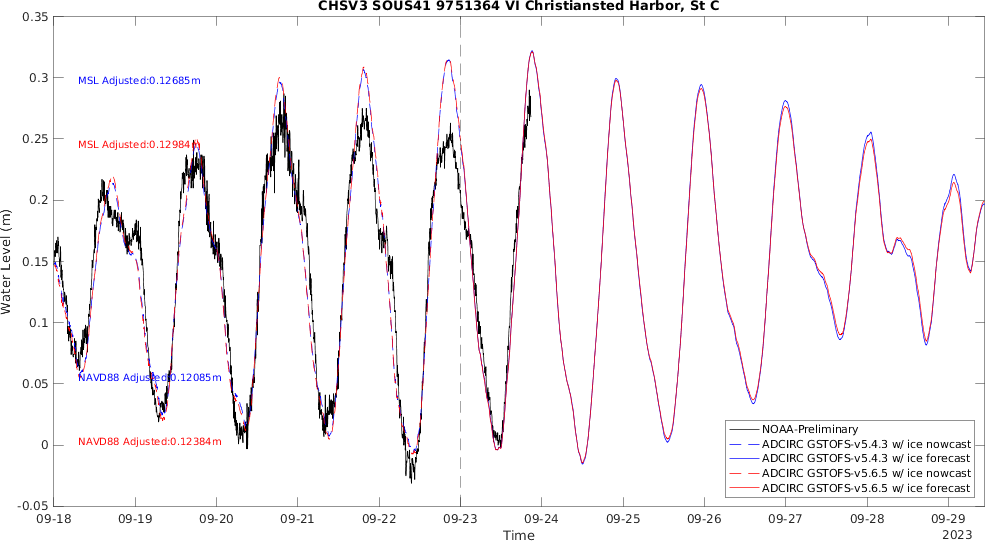 CHSV3 SOUS41 9751364 VI Christiansted Harbor, St C
0.35
0.3
0.25
0.2
0.15
0.1
0.05
0
-0.05
Water Level (m)
MSL Adjusted:0.12685m
MSL Adjusted:0.12984m
NAVD88 Adjusted:0.12085m
NAVD88 Adjusted:0.12384m
NOAA-Preliminary
ADCIRC GSTOFS-v5.4.3 w/ ice nowcast
ADCIRC GSTOFS-v5.4.3 w/ ice forecast
ADCIRC GSTOFS-v5.6.5 w/ ice nowcast
ADCIRC GSTOFS-v5.6.5 w/ ice forecast
09-18 09-19 09-20 09-21 09-22 09-23 09-24 09-25 09-26 09-27 09-28 09-29
Time
2023